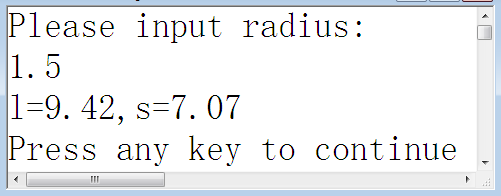 Please input radius:
1.5
l=9.42,s=7.07
Press any key to continue